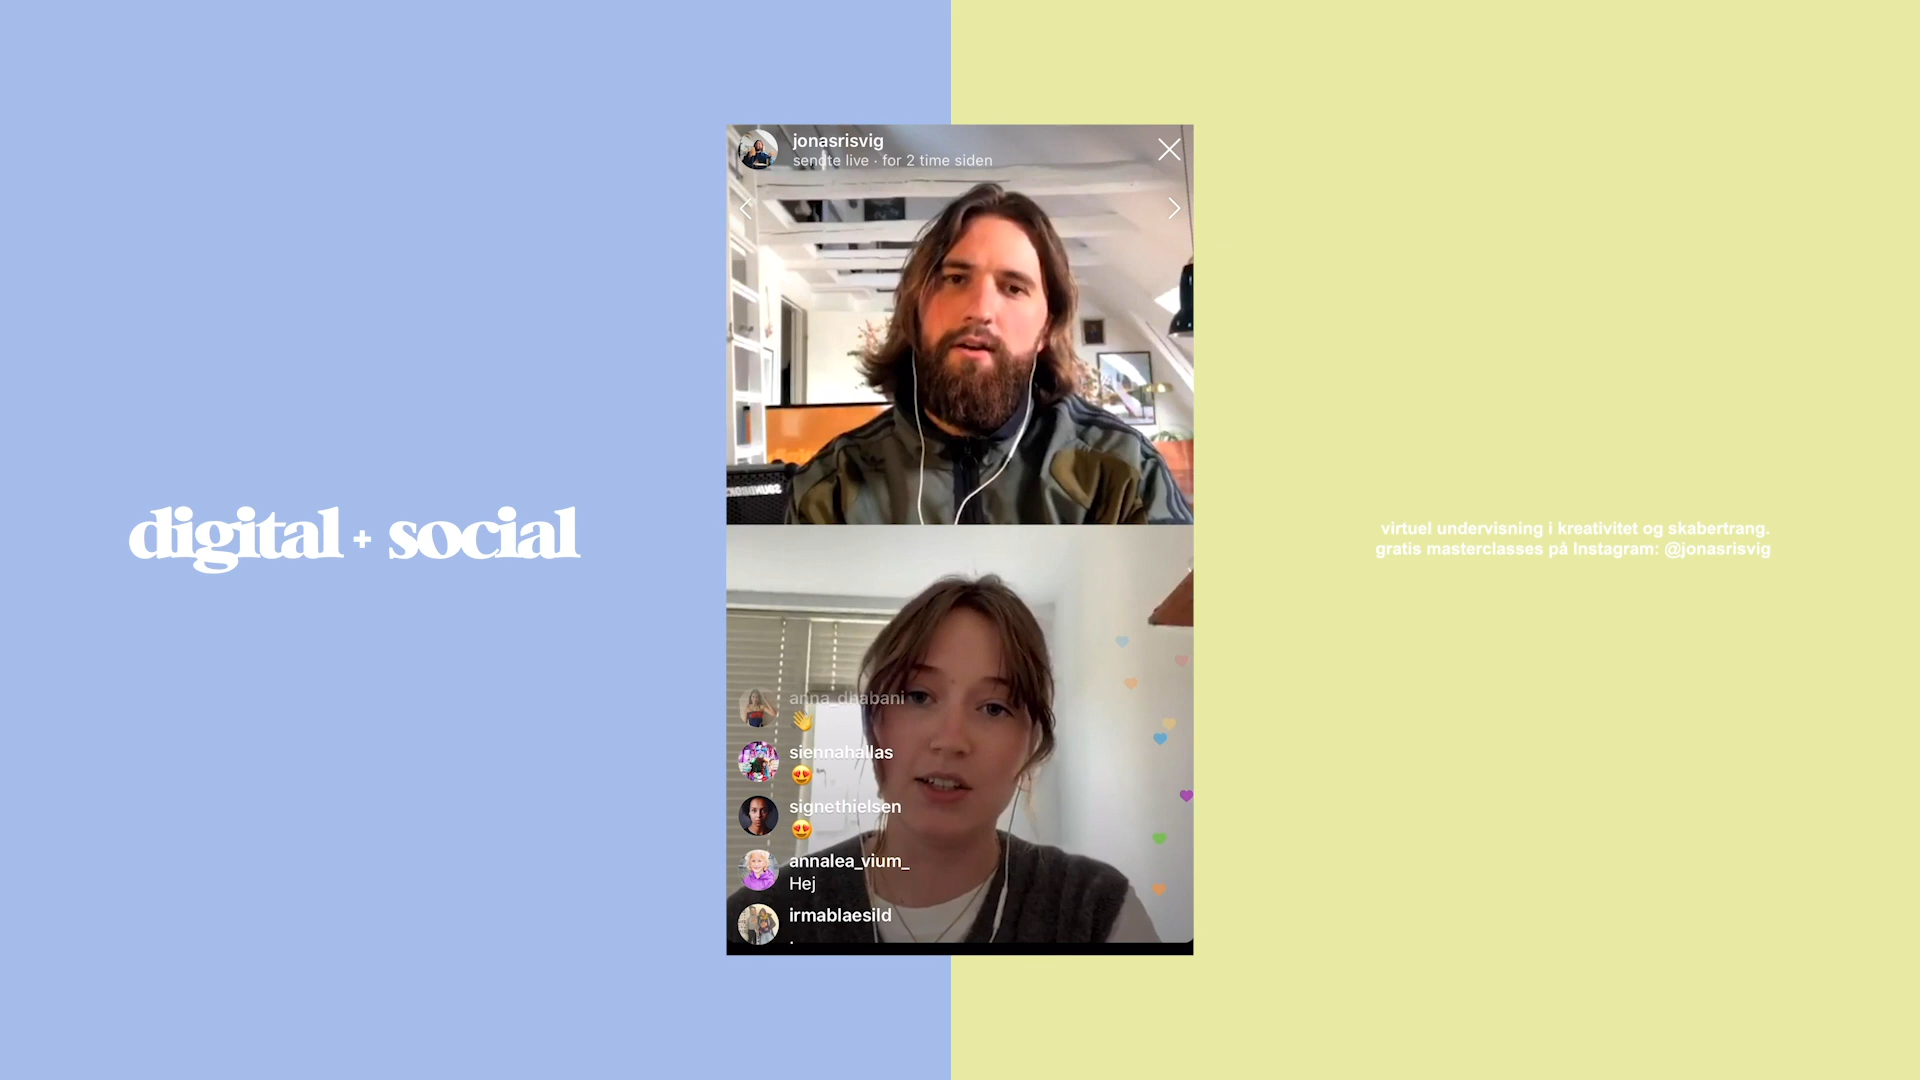 digital + social
jonasrisvig
sendte live · for 2 time siden
SOUNDBOKS
anna_dhabani
👋
siennahallas
😍
signethielsen
😍
annalea_vium_
Hej
irmablaesild
virtuel undervisning i kreativitet og skabertrang.
gratis masterclasses på Instagram: @jonasrisvig